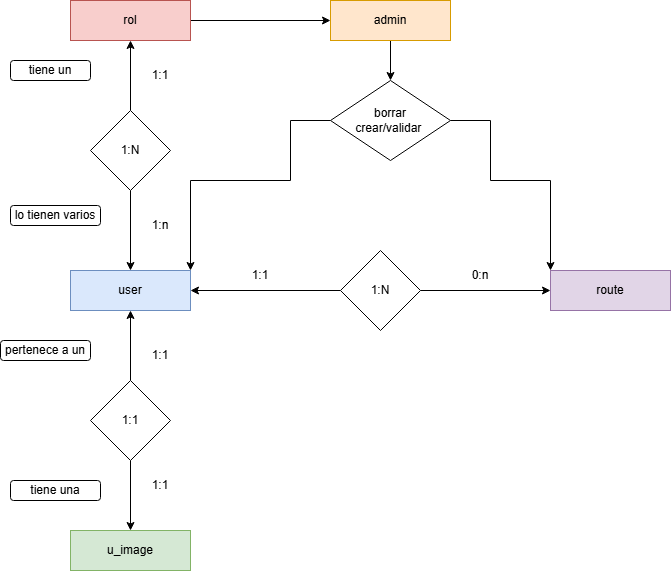 rol
admin
tiene un
1:1
borrar
crear/validar
1:N
lo tienen varios
1:n
user
1:1
1:N
0:n
route
pertenece a un
1:1
1:1
tiene una
1:1
u_image